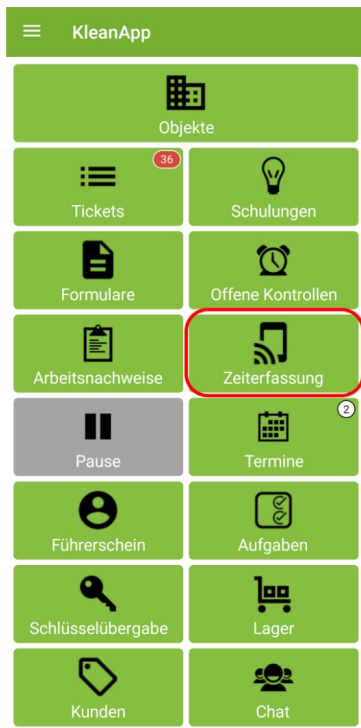 KleanApp
Objekte
36
Tickets
Schulungen
Formulare
Offene Kontrollen
Arbeitsnachweise
Zeiterfassung
Pause
2
Termine
Führerschein
Aufgaben
Schlüsselübergabe
Lager
Kunden
Chat